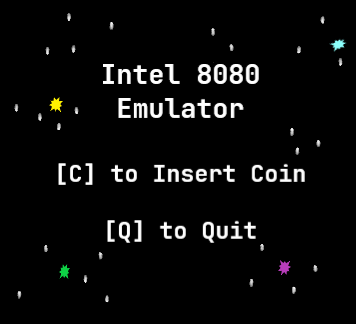 Intel 8080
Emulator
[C] to Insert Coin
[Q] to Quit